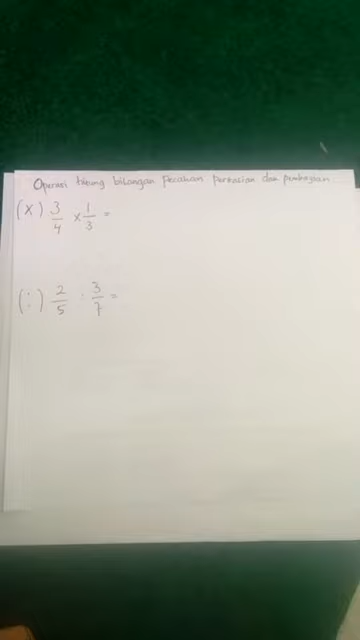 Operasi hitung bilangan pecahan perkalian dan pembagian
(x) 3/4 x 1/3 =
(:) 2/5 : 3/7 =